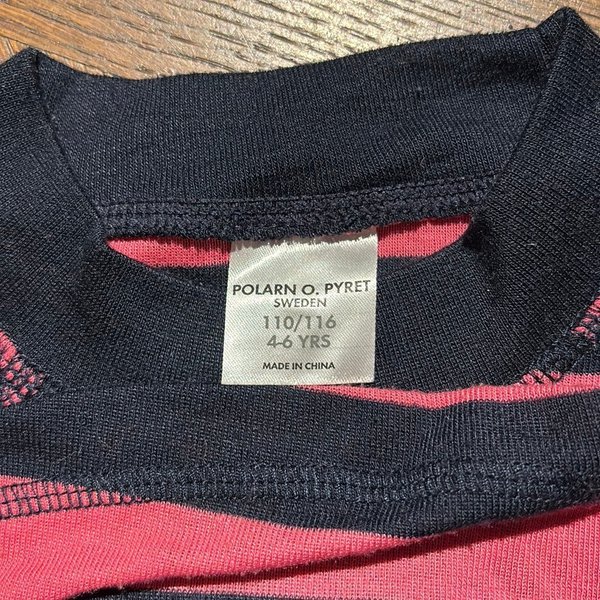 POLARN O. PYRET
SWEDEN
110/116
4-6 YRS
MADE IN CHINA